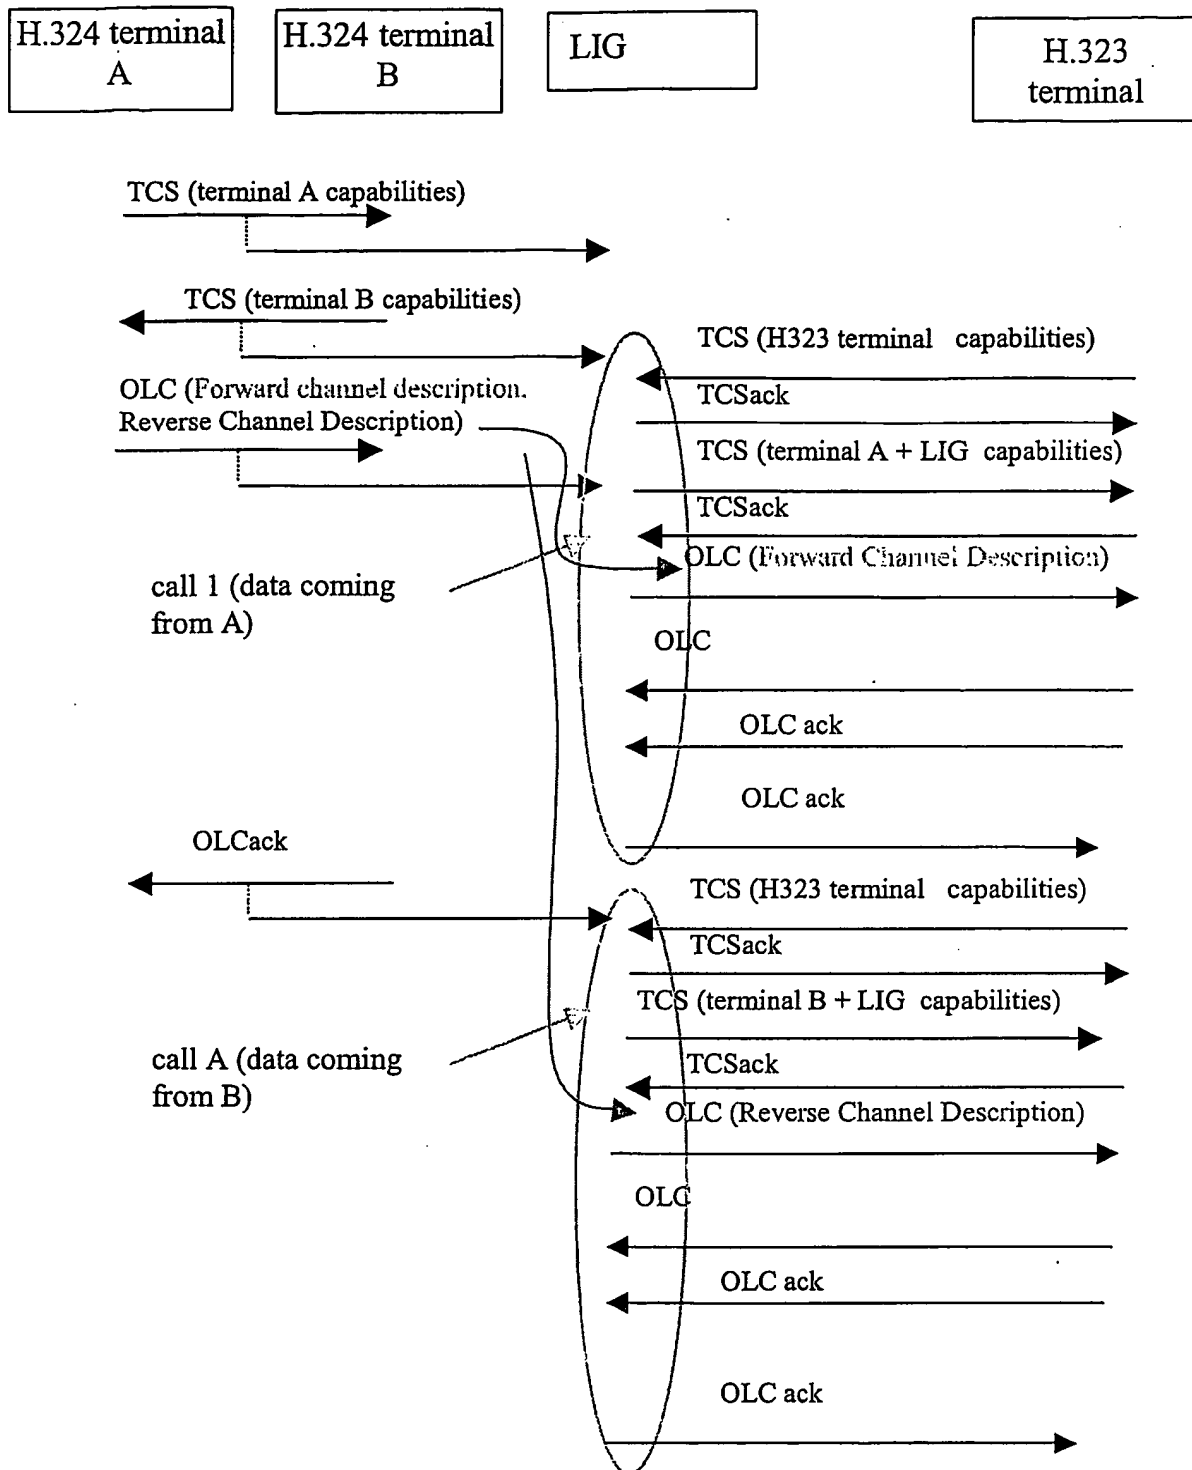 H.324 terminal
A
H.324 terminal
B
LIG
H.323
terminal
TCS (terminal A capabilities)
TCS (terminal B capabilities)
TCS (H323 terminal capabilities)
OLC (Forward channel description.
Reverse Channel Description)
TCSack
TCS (terminal A + LIG capabilities)
TCSack
OLC (Forward Channel Description)
call 1 (data coming
from A)
OLC
OLC ack
OLC ack
OLCack
TCS (H323 terminal capabilities)
TCSack
TCS (terminal B + LIG capabilities)
call A (data coming
from B)
TCSack
OLC (Reverse Channel Description)
OLC
OLC ack
OLC ack